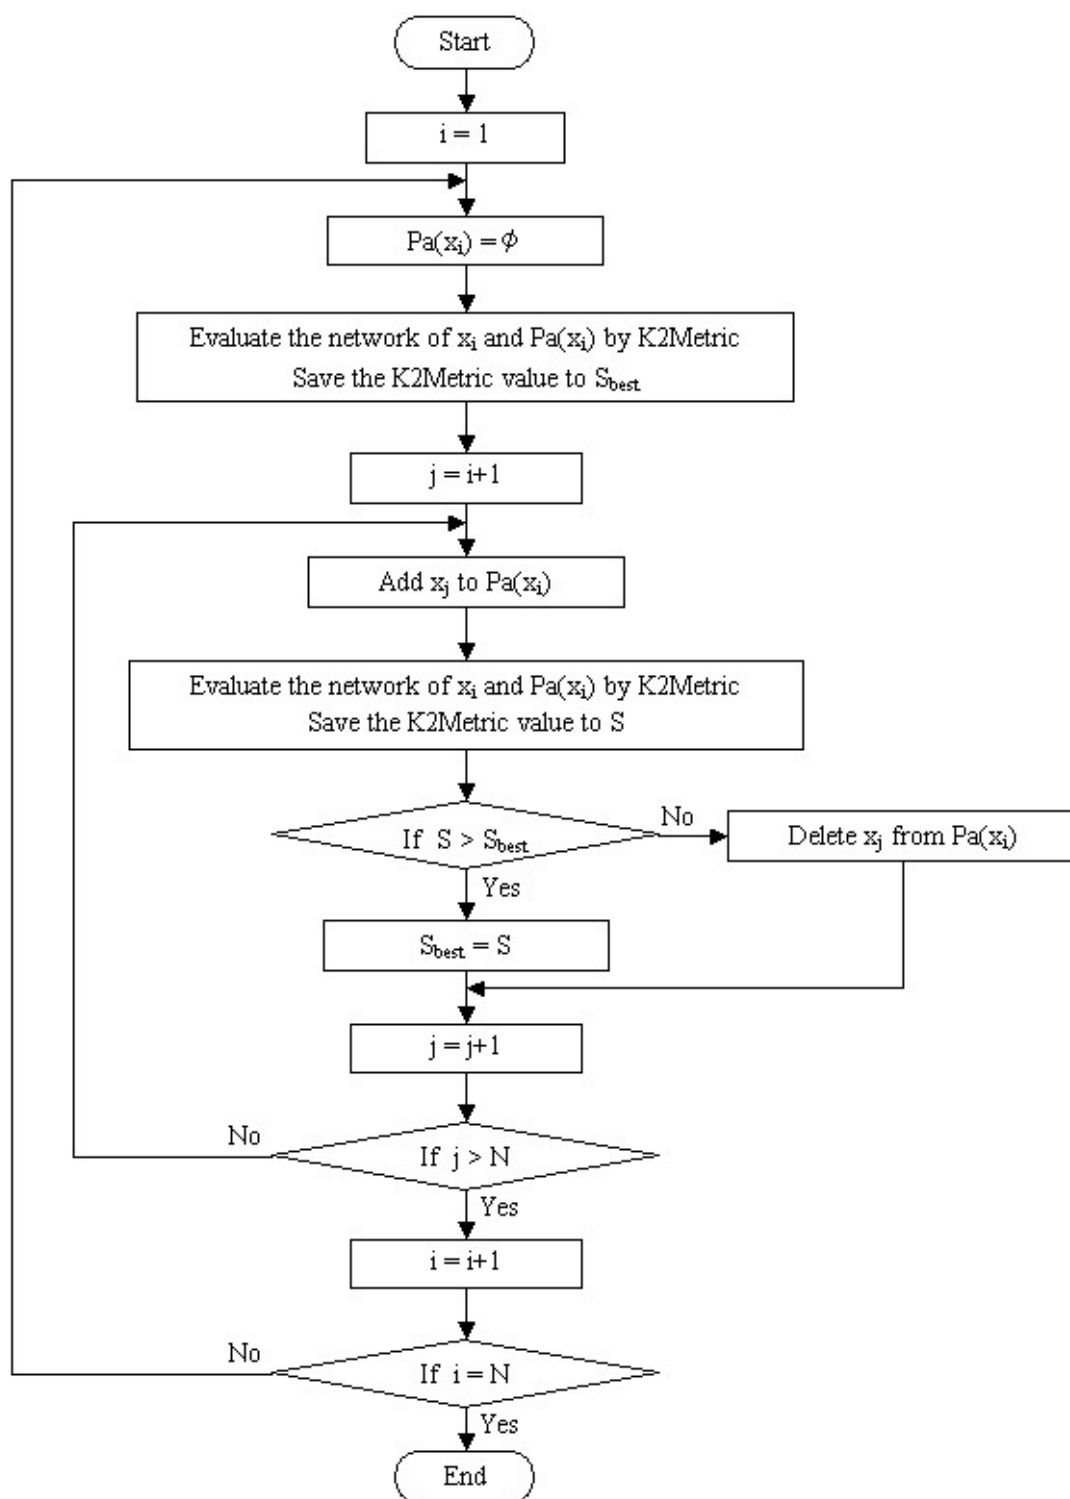 Start
i = 1
Pa(xᵢ) = ϕ
Evaluate the network of xᵢ and Pa(xᵢ) by K2Metric
Save the K2Metric value to S_best
j = i+1
Add xⱼ to Pa(xᵢ)
Evaluate the network of xᵢ and Pa(xᵢ) by K2Metric
Save the K2Metric value to S
If S > S_best
No
Delete xⱼ from Pa(xᵢ)
Yes
S_best = S
j = j+1
No
If j > N
Yes
i = i+1
No
If i = N
Yes
End